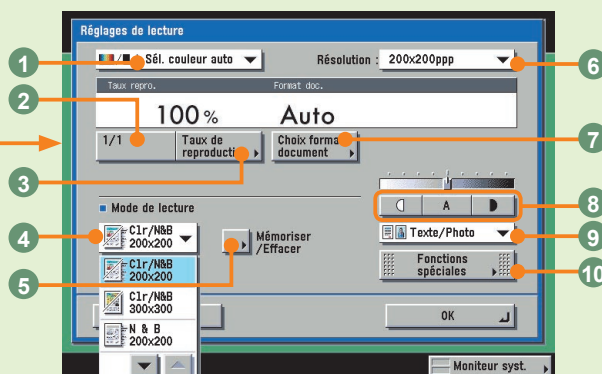 Réglages de lecture
1
Sél. couleur auto
Résolution :
200x200ppp
6
2
Taux repro.
Format doc.
100 %
Auto
1/1
Taux de
reproducti
Choix forma
document
7
3
Mode de lecture
A
8
4
Clr/N&B
200x200
Mémoriser
/Effacer
Texte/Photo
9
5
Clr/N&B
200x200
Fonctions
spéciales
10
Clr/N&B
300x300
N & B
200x200
OK
Moniteur syst.